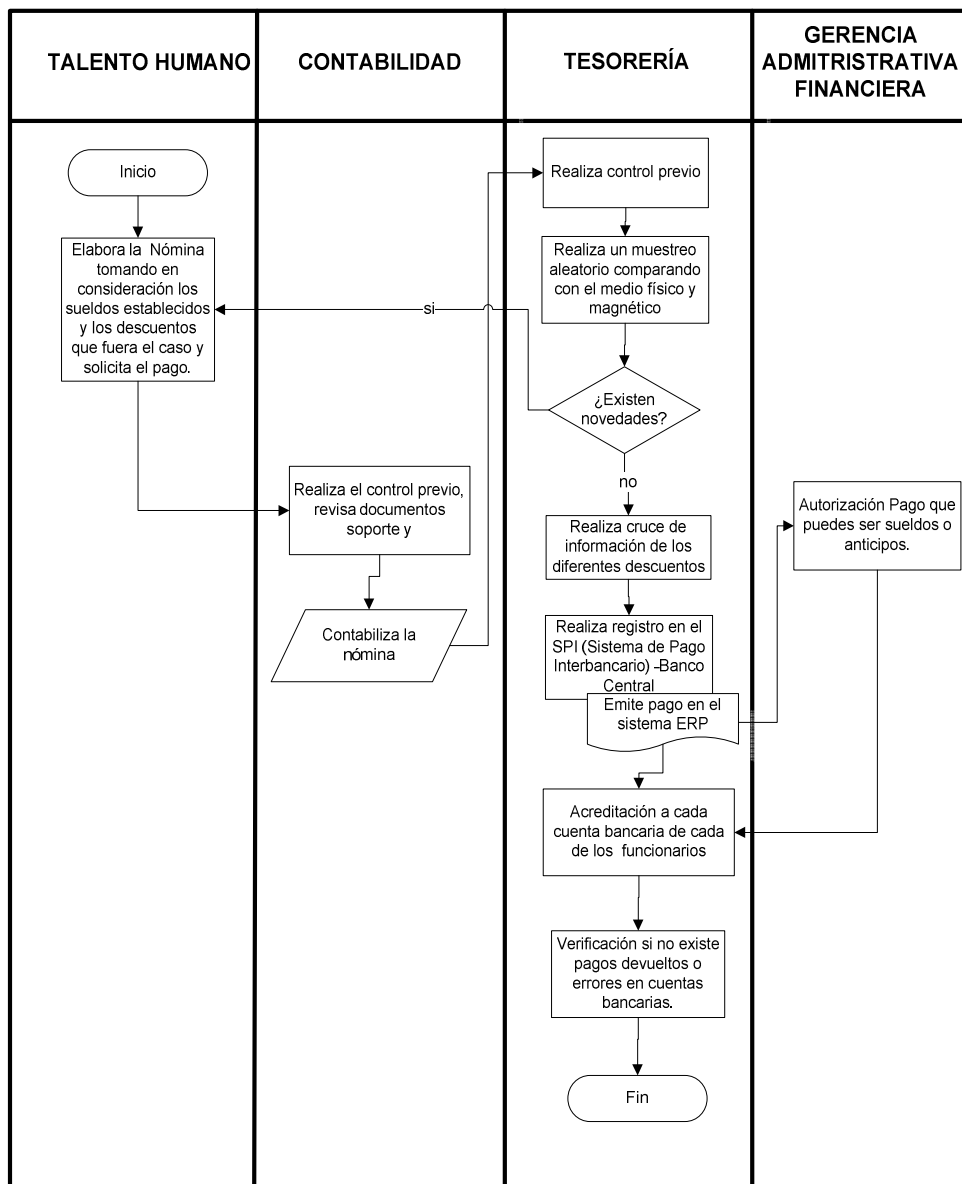 TALENTO HUMANO
CONTABILIDAD
TESORERÍA
GERENCIA
ADMITRISTRATIVA
FINANCIERA
Inicio
Elabora la Nómina
tomando en
consideración los
sueldos establecidos
y los descuentos
que fuera el caso y
solicita el pago.
Realiza el control previo,
revisa documentos
soporte y
Contabiliza la
nómina
Realiza control previo
Realiza un muestreo
aleatorio comparando
con el medio físico y
magnético
si
¿Existen
novedades?
no
Realiza cruce de
información de los
diferentes descuentos
Realiza registro en el
SPI (Sistema de Pago
Interbancario) -Banco
Central
Emite pago en el
sistema ERP
Autorización Pago que
puedes ser sueldos o
anticipos.
Acreditación a cada
cuenta bancaria de cada
de los funcionarios
Verificación si no existe
pagos devueltos o
errores en cuentas
bancarias.
Fin